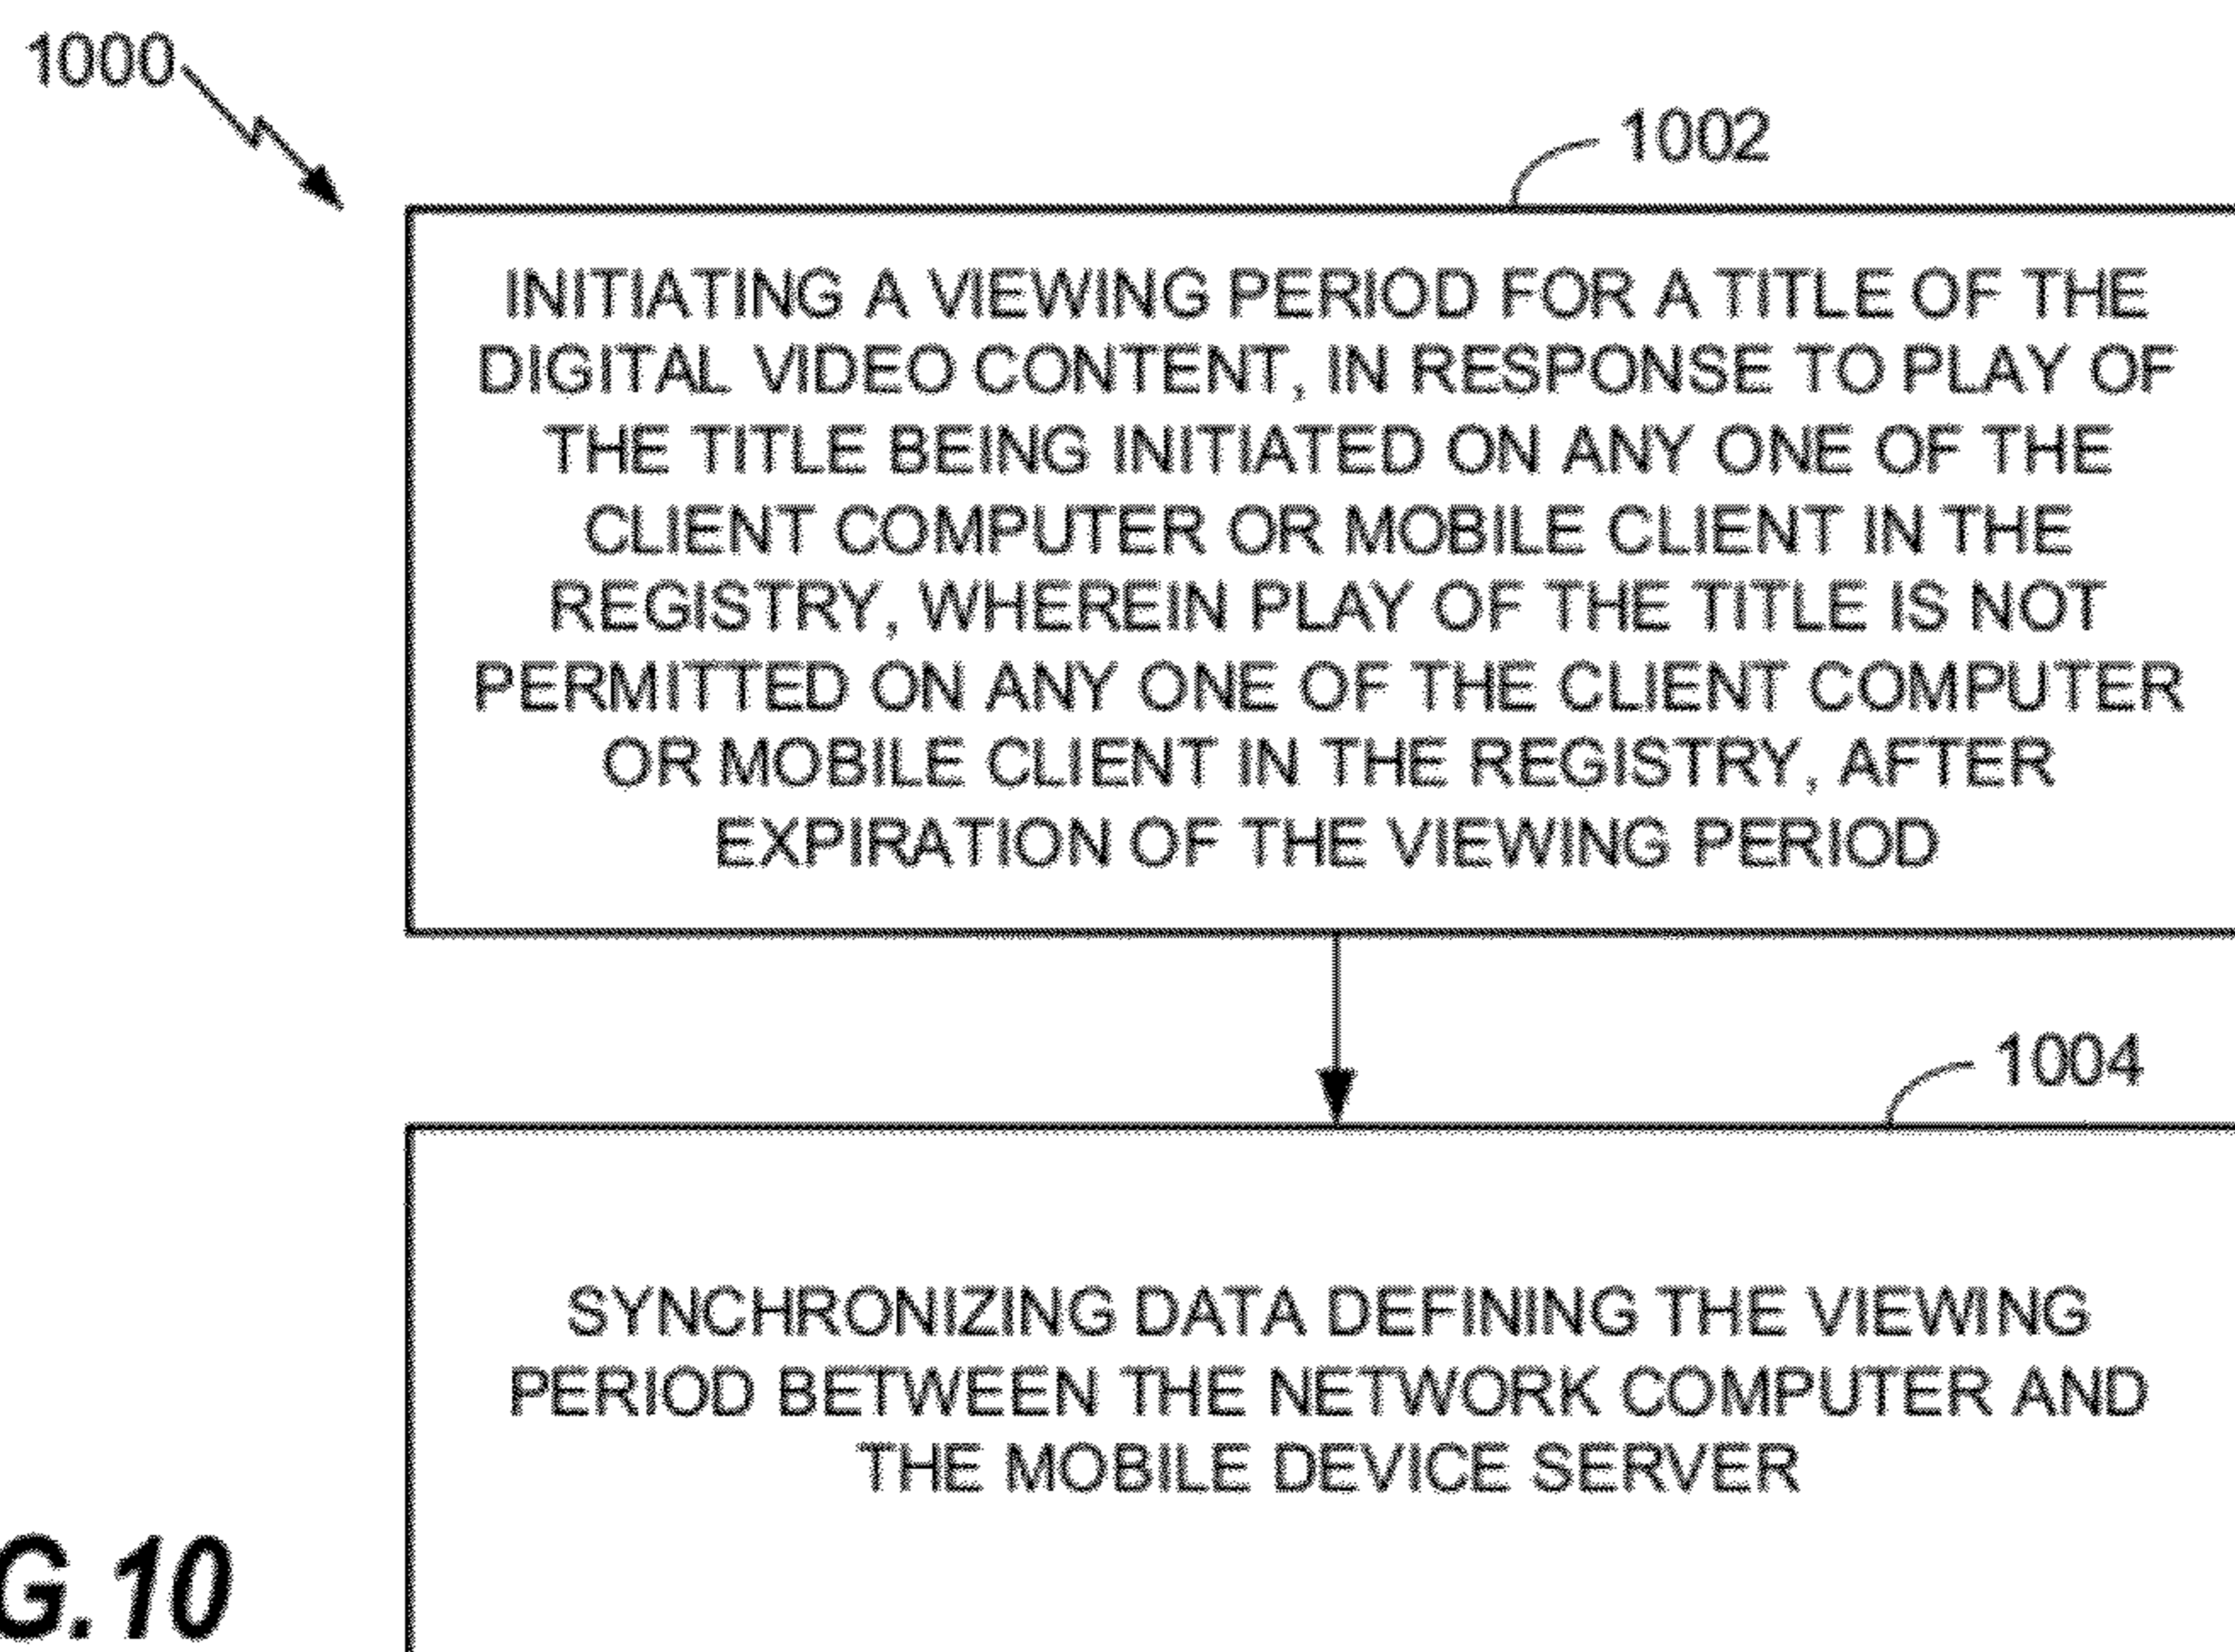 1000
1002
INITIATING A VIEWING PERIOD FOR A TITLE OF THE
DIGITAL VIDEO CONTENT, IN RESPONSE TO PLAY OF
THE TITLE BEING INITIATED ON ANY ONE OF THE
CLIENT COMPUTER OR MOBILE CLIENT IN THE
REGISTRY, WHEREIN PLAY OF THE TITLE IS NOT
PERMITTED ON ANY ONE OF THE CLIENT COMPUTER
OR MOBILE CLIENT IN THE REGISTRY, AFTER
EXPIRATION OF THE VIEWING PERIOD
1004
SYNCHRONIZING DATA DEFINING THE VIEWING
PERIOD BETWEEN THE NETWORK COMPUTER AND
THE MOBILE DEVICE SERVER
G.10